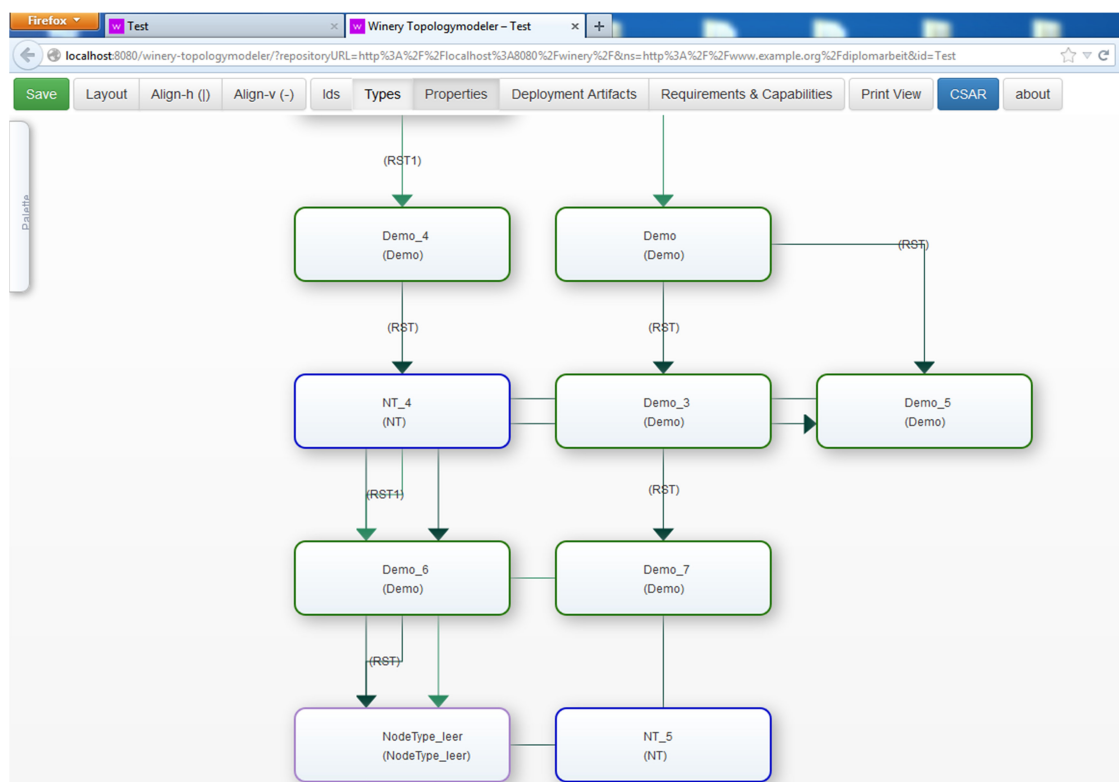 Firefox
w Test ×
w Winery Topologymodeler – Test × +
localhost:8080/winery-topologymodeler/?repositoryURL=http%3A%2F%2Flocalhost%3A8080%2Fwinery%2F&ns=http%3A%2F%2Fwww.example.org%2Fdiplomarbeit&id=Test
Save Layout Align-h (|) Align-v (-) Ids Types Properties Deployment Artifacts Requirements & Capabilities Print View CSAR about
Palette
(RST1)
Demo_4
(Demo)
Demo
(Demo)
(RST)
(RST)
(RST)
NT_4
(NT)
Demo_3
(Demo)
Demo_5
(Demo)
(RST1)
(RST)
Demo_6
(Demo)
Demo_7
(Demo)
(RST)
NodeType_leer
(NodeType_leer)
NT_5
(NT)